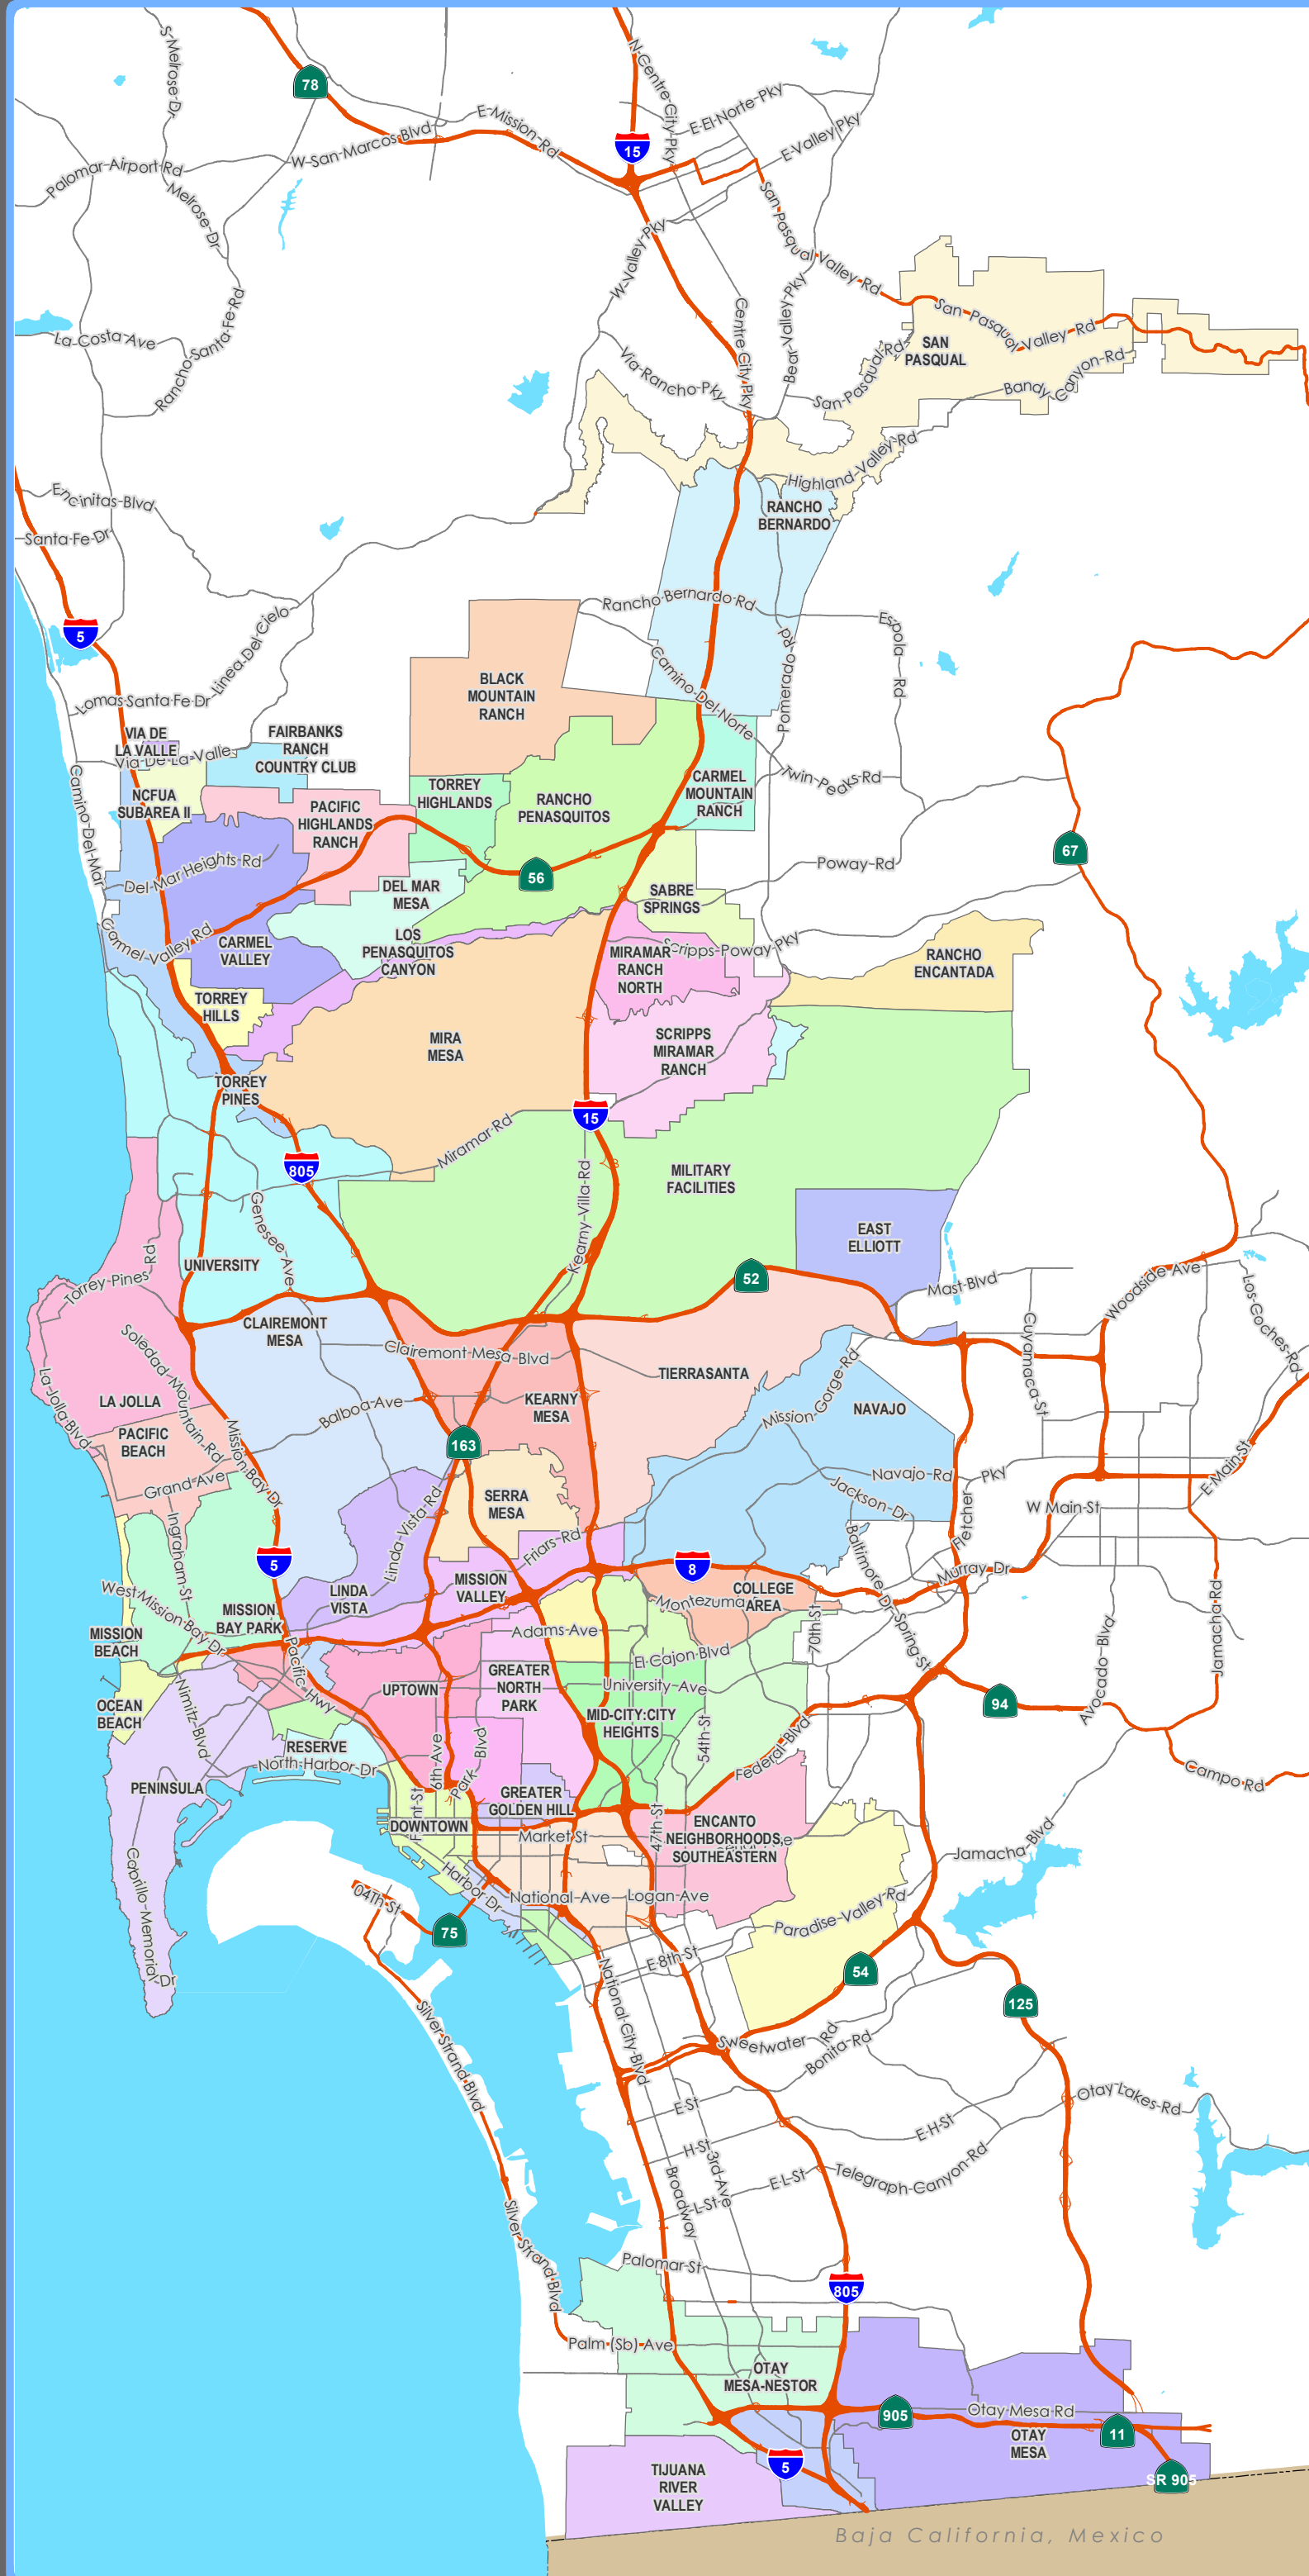 S-Melrose-Dr
78
N-Centre-City-Pky
E-El-Norte-Pky
E-Mission-Rd
15
E-Valley-Pky
W-San-Marcos-Blvd
Palomar-Airport-Rd
Melrose-Dr
San-Pasqual-Valley-Rd
W-Valley-Pky
Centre-City-Pky
Bear-Valley-Pky
San-Pasqual-Valley-Rd
La-Costa-Ave
Rancho-Santa-Fe-Rd
SAN
PASQUAL
Via-Rancho-Pky
San-Pasqual-Rd
Bandy-Canyon-Rd
Highland-Valley-Rd
Encinitas-Blvd
RANCHO
BERNARDO
Santa-Fe-Dr
Rancho-Bernardo-Rd
Espola-Rd
5
Linea-Del-Cielo
Pomerado-Rd
Camino-Del-Norte
BLACK
MOUNTAIN
RANCH
Lomas-Santa-Fe-Dr
VIA DE
LA VALLE
Via-De-La-Valle
FAIRBANKS
RANCH
COUNTRY CLUB
Camino-Del-Mar
NCFUA
SUBAREA II
PACIFIC
HIGHLANDS
RANCH
TORREY
HIGHLANDS
RANCHO
PENASQUITOS
CARMEL
MOUNTAIN
RANCH
Twin-Peaks-Rd
67
Del-Mar-Heights-Rd
56
Poway-Rd
DEL MAR
MESA
SABRE
SPRINGS
Carmel-Valley-Rd
CARMEL
VALLEY
LOS
PENASQUITOS
CANYON
MIRAMAR
RANCH
NORTH
Scripps-Poway-Pky
RANCHO
ENCANTADA
TORREY
HILLS
MIRA
MESA
SCRIPPS
MIRAMAR
RANCH
TORREY
PINES
15
Miramar-Rd
805
MILITARY
FACILITIES
Genesee-Ave
Kearny-Villa-Rd
EAST
ELLIOTT
UNIVERSITY
Torrey-Pines-Rd
52
Mast-Blvd
Woodside Ave
Los-Coches-Rd
CLAIREMONT
MESA
Clairemont-Mesa-Blvd
Cuyamaca-St
Soledad-Mountain-Rd
TIERRASANTA
La-Jolla-Blvd
LA JOLLA
Balboa-Ave
KEARNY
MESA
Mission-Gorge-Rd
NAVAJO
PACIFIC
BEACH
Mission-Bay-Dr
163
Grand-Ave
Navajo-Rd
Pky
E-Main-St
Jackson-Dr
SERRA
MESA
W Main-St
Linda-Vista-Rd
Ingraham-St
Fletcher
Baltimore-Dr
Friars-Rd
5
8
Murray Dr
LINDA
VISTA
MISSION
VALLEY
COLLEGE
AREA
Montezuma
West-Mission-Bay-Dr
MISSION
BAY PARK
Jamacha Rd
MISSION
BEACH
Adams-Ave
70th-St
Spring-St
Avocado-Blvd
El-Cajon-Blvd
Pacific-Hwy
UPTOWN
GREATER
NORTH
PARK
University-Ave
OCEAN
BEACH
Nimitz-Blvd
MID-CITY:CITY
HEIGHTS
94
54th-St
RESERVE
North-Harbor-Dr
6th-Ave
Park Blvd
Federal-Blvd
Campo Rd
PENINSULA
GREATER
GOLDEN HILL
DOWNTOWN
Market-St
47th-St
ENCANTO
NEIGHBORHOODS,
SOUTHEASTERN
Jamacha-Blvd
Cabrillo-Memorial-Dr
Harbor-Dr
National-Ave
Logan-Ave
04Th-St
75
Paradise-Valley-Rd
E-8th-St
54
National-City-Blvd
125
Silver-Strand-Blvd
Sweetwater-Rd
Bonita-Rd
Otay-Lakes-Rd
E-St
E-H-St
H-St
3rd-Ave
Broadway
E-L-St
Telegraph-Canyon-Rd
L-St
Silver-Strand-Blvd
Palomar-St
805
Palm-(Sb)-Ave
OTAY
MESA-NESTOR
905
Otay-Mesa-Rd
11
OTAY
MESA
5
TIJUANA
RIVER
VALLEY
SR 905
Baja California, Mexico